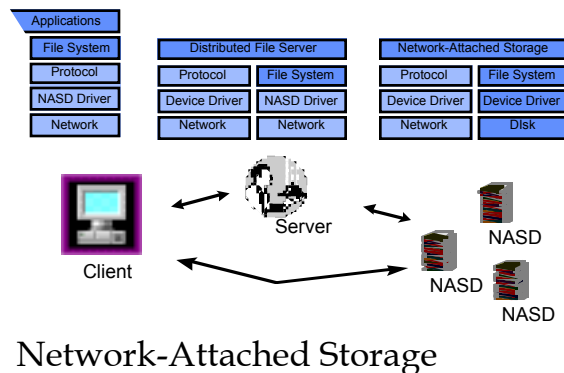 Applications
File System
Protocol
NASD Driver
Network
Distributed File Server
Protocol
File System
Device Driver
NASD Driver
Network
Network
Network-Attached Storage
Protocol
File System
Device Driver
Device Driver
Network
DIsk
Client
Server
NASD
NASD
NASD
Network-Attached Storage